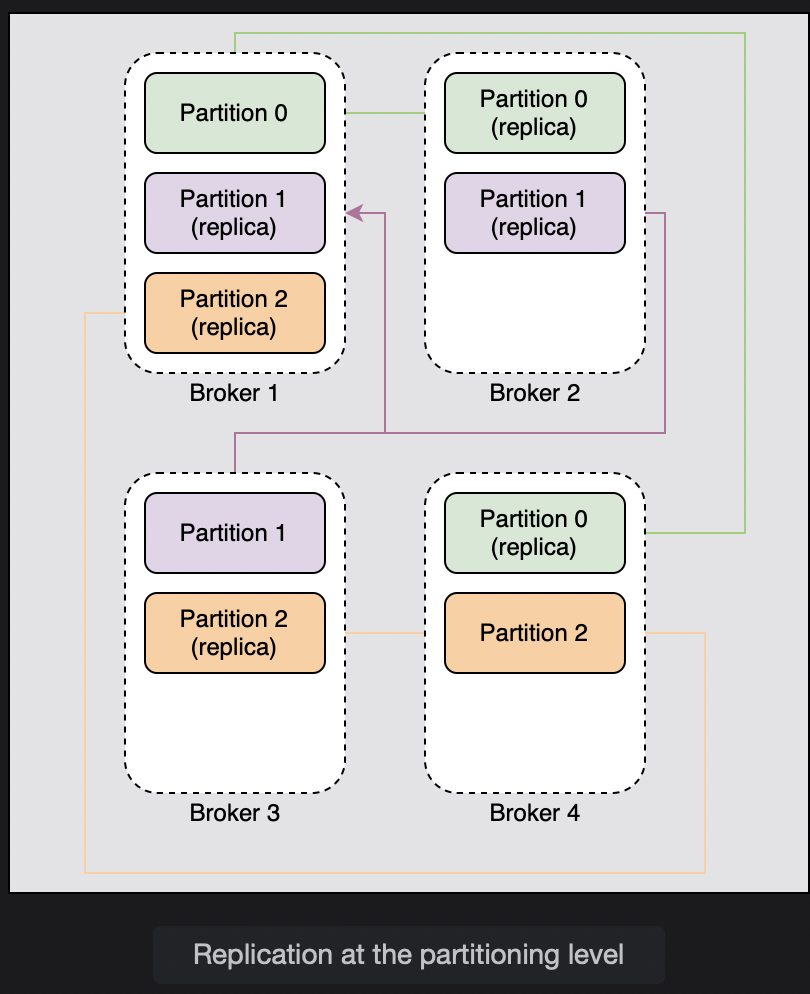 Partition 0
Partition 1
(replica)
Partition 2
(replica)
Broker 1
Partition 0
(replica)
Partition 1
(replica)
Broker 2
Partition 1
Partition 2
(replica)
Broker 3
Partition 0
(replica)
Partition 2
Broker 4
Replication at the partitioning level